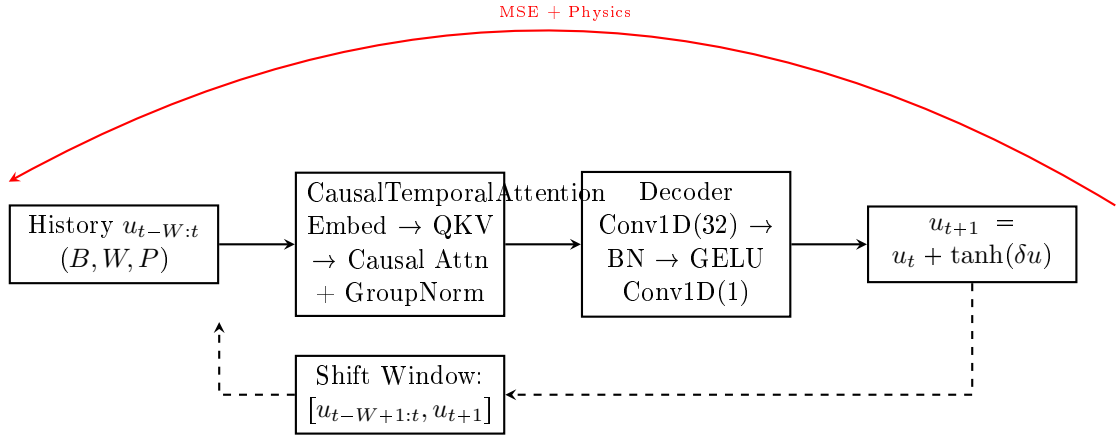 MSE + Physics
History $u_{t-W:t}$
$(B, W, P)$
CausalTemporalAttention
Embed → QKV
→ Causal Attn
+ GroupNorm
Decoder
Conv1D(32) →
BN → GELU
Conv1D(1)
$u_{t+1}$ =
$u_t + \tanh(\delta u)$
Shift Window:
$[u_{t-W+1:t}, u_{t+1}]$